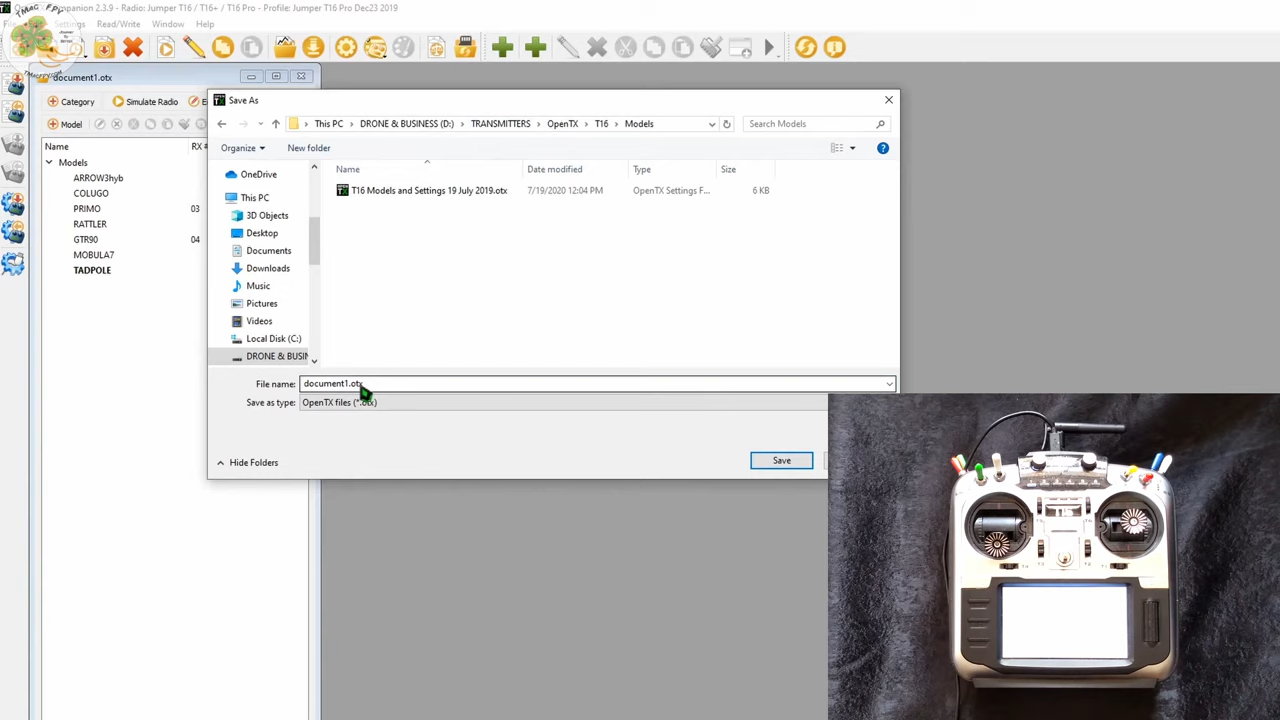 Companion 2.3.9 - Radio: Jumper T16 / T16+ / T16 Pro - Profile: Jumper T16 Pro Dec23 2019
Settings Read/Write Window Help
TMac FPV
document1.otx
Category Simulate Radio
Model
Name RX #
Models
ARROW3hyb
COLUGO
PRIMO 03
RATTLER
GTR90 04
MOBULA7
TADPOLE
Save As
This PC > DRONE & BUSINESS (D:) > TRANSMITTERS > OpenTX > T16 > Models
Search Models
Organize New folder
Name Date modified Type Size
T16 Models and Settings 19 July 2019.otx 7/19/2020 12:04 PM OpenTX Settings F... 6 KB
OneDrive
This PC
3D Objects
Desktop
Documents
Downloads
Music
Pictures
Videos
Local Disk (C:)
DRONE & BUSIN
File name: document1.otx
Save as type: OpenTX files (*.otx)
Hide Folders Save